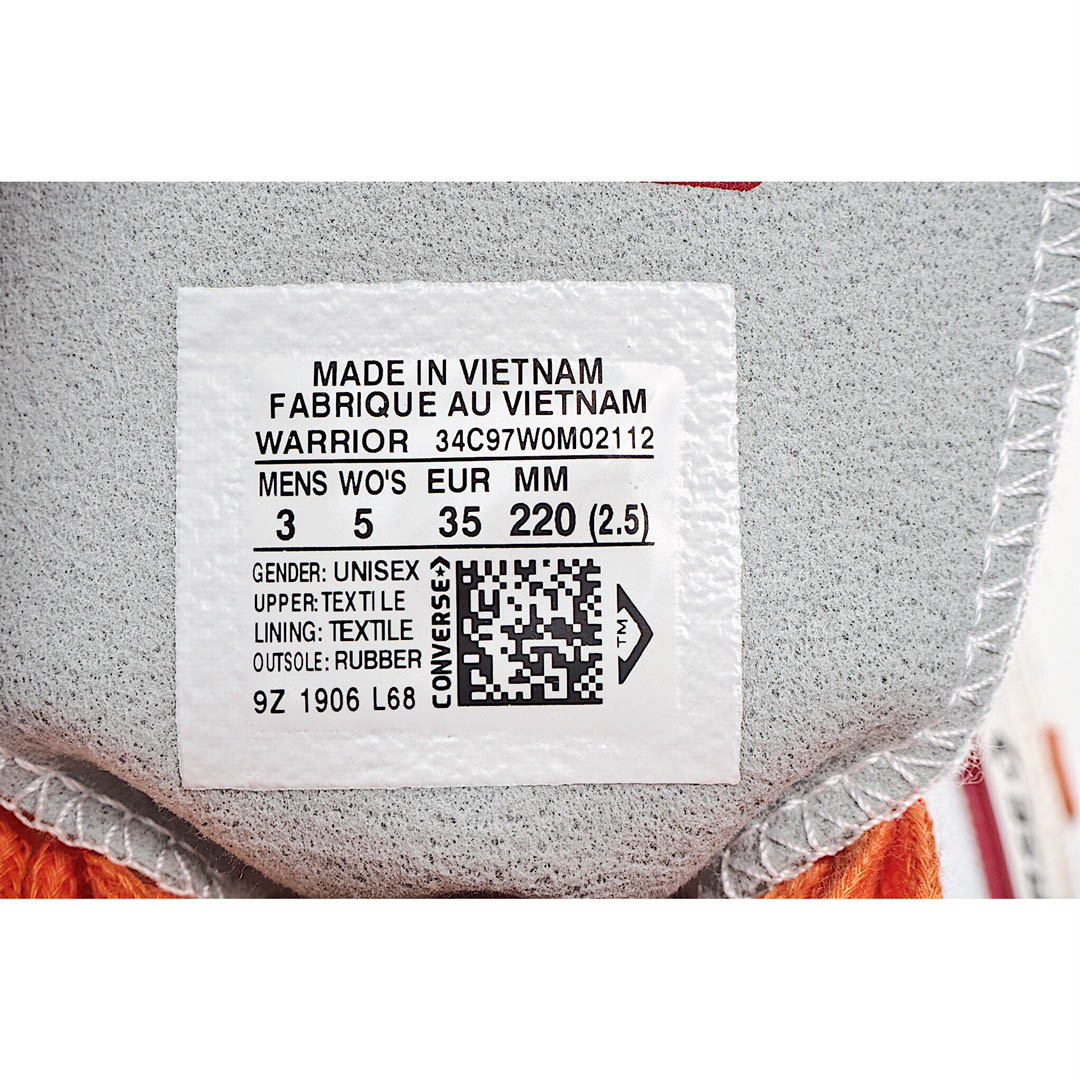 MADE IN VIETNAM
FABRIQUE AU VIETNAM
WARRIOR 34C97W0M02112
MENS WO'S EUR MM
3 5 35 220 (2.5)
GENDER: UNISEX
UPPER: TEXTILE
LINING: TEXTILE
OUTSOLE: RUBBER
9Z 1906 L68
CONVERSE
TM